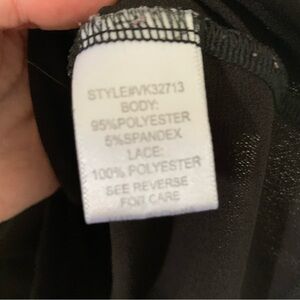 STYLE#VK32713
BODY:
95%POLYESTER
5%SPANDEX
LACE:
100% POLYESTER
SEE REVERSE
FOR CARE